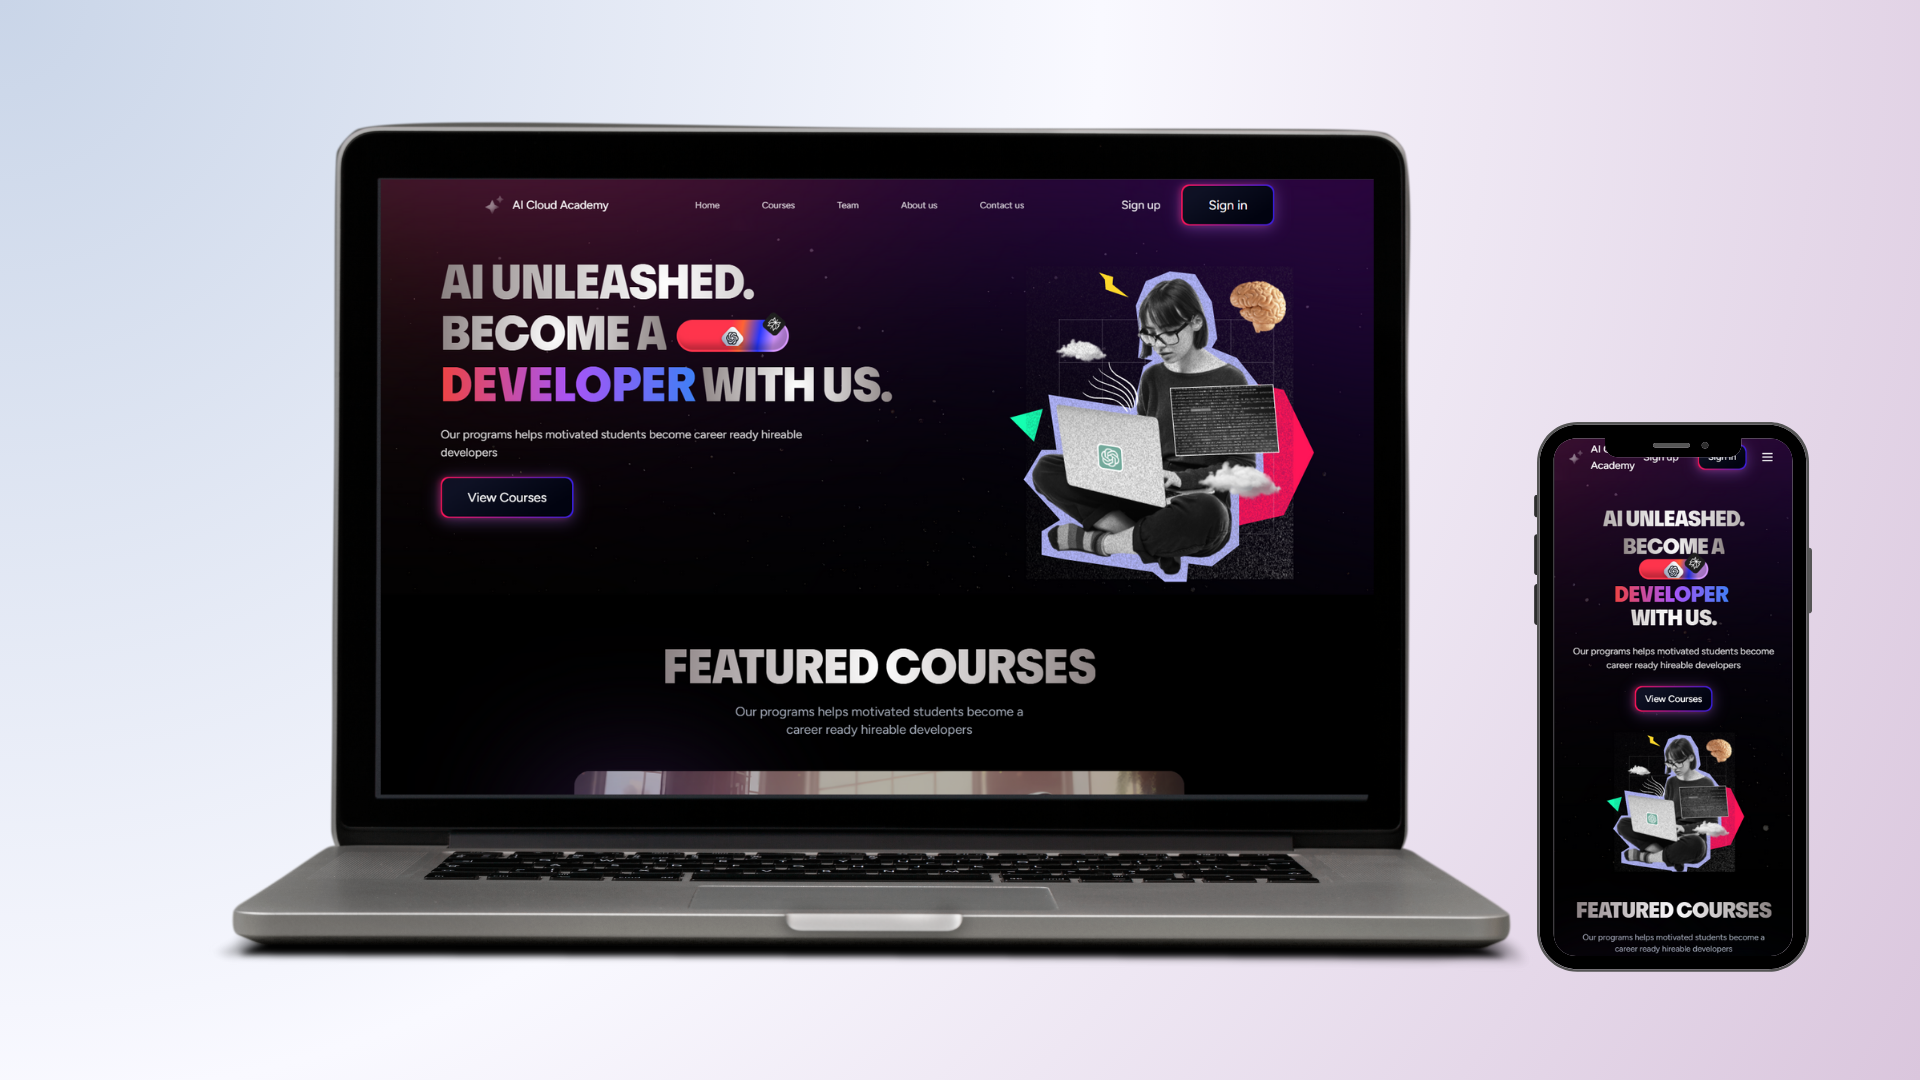 AI Cloud Academy
Home
Courses
Team
About us
Contact us
Sign up
Sign in
AI UNLEASHED.
BECOME A
DEVELOPER WITH US.
Our programs helps motivated students become career ready hireable
developers
View Courses
FEATURED COURSES
Our programs helps motivated students become a
career ready hireable developers
AI
Academy
Sign up
Sign in
AI UNLEASHED.
BECOME A
DEVELOPER
WITH US.
Our programs helps motivated students become
career ready hireable developers
View Courses
FEATURED COURSES
Our programs helps motivated students become a
career ready hireable developers